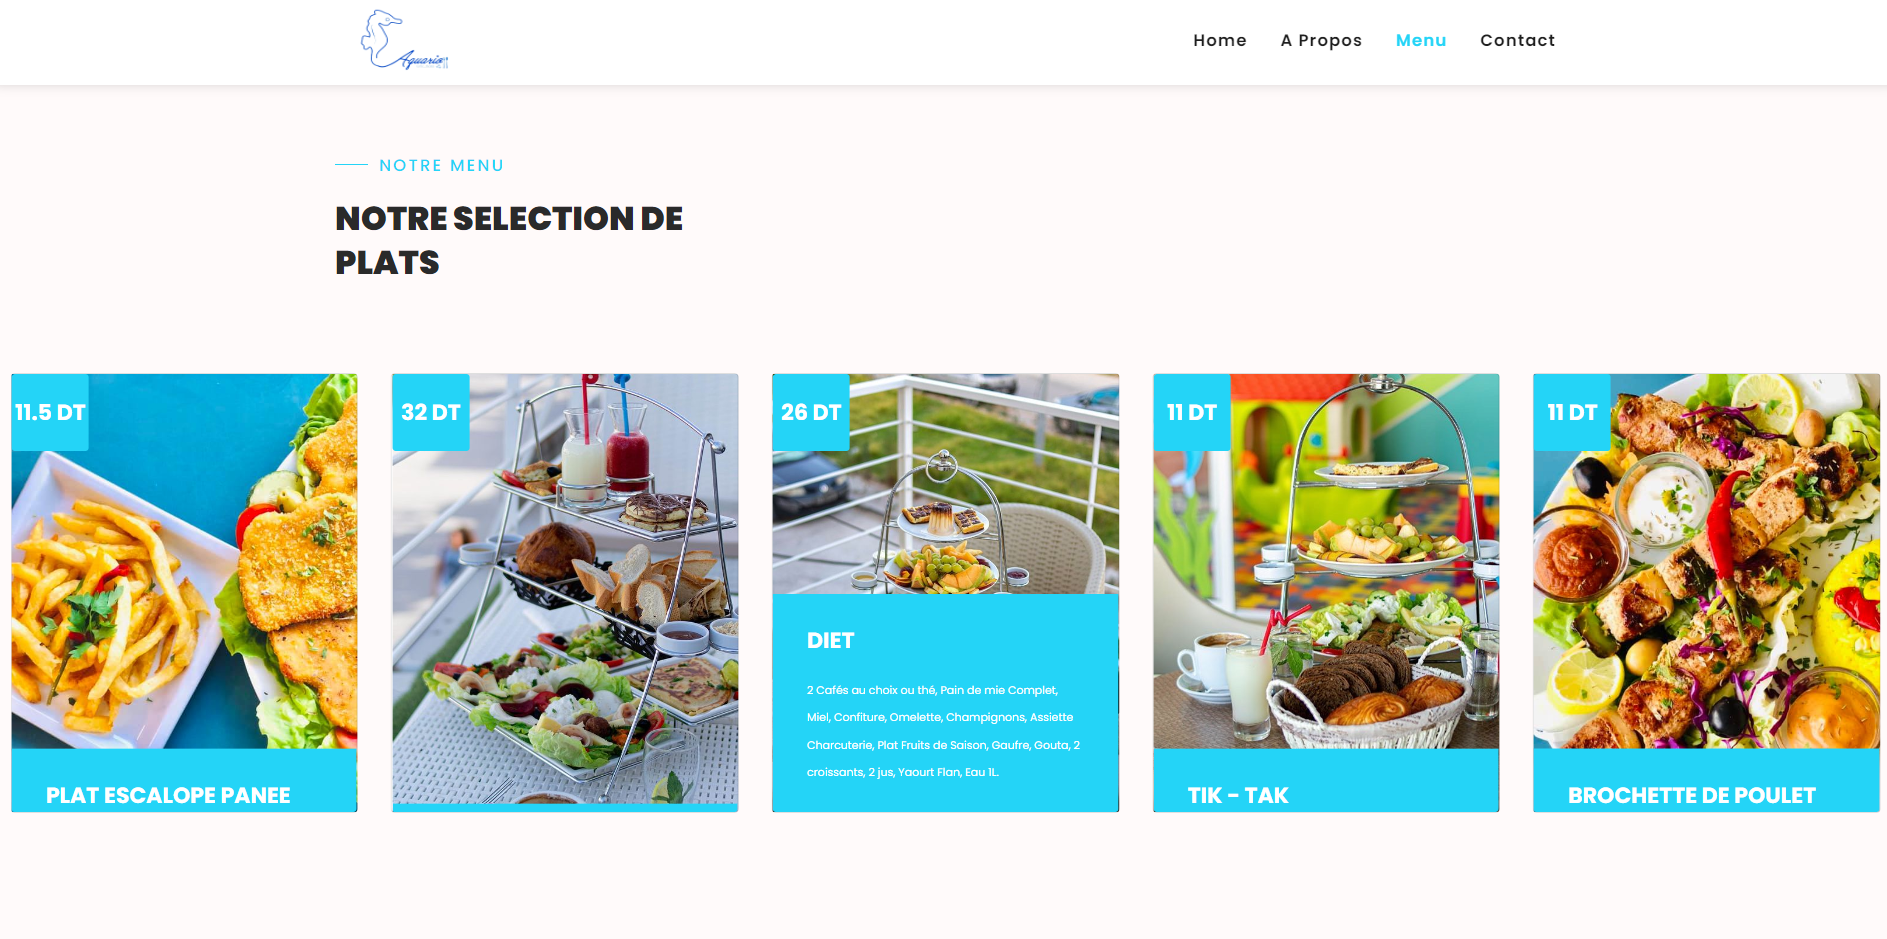 Aquario
Home
A Propos
Menu
Contact
NOTRE MENU
NOTRE SELECTION DE
PLATS
11.5 DT
PLAT ESCALOPE PANEE
32 DT
26 DT
DIET
2 Cafés au choix ou thé, Pain de mie Complet,
Miel, Confiture, Omelette, Champignons, Assiette
Charcuterie, Plat Fruits de Saison, Gaufre, Gouta, 2
croissants, 2 jus, Yaourt Flan, Eau 1L.
11 DT
TIK - TAK
11 DT
BROCHETTE DE POULET